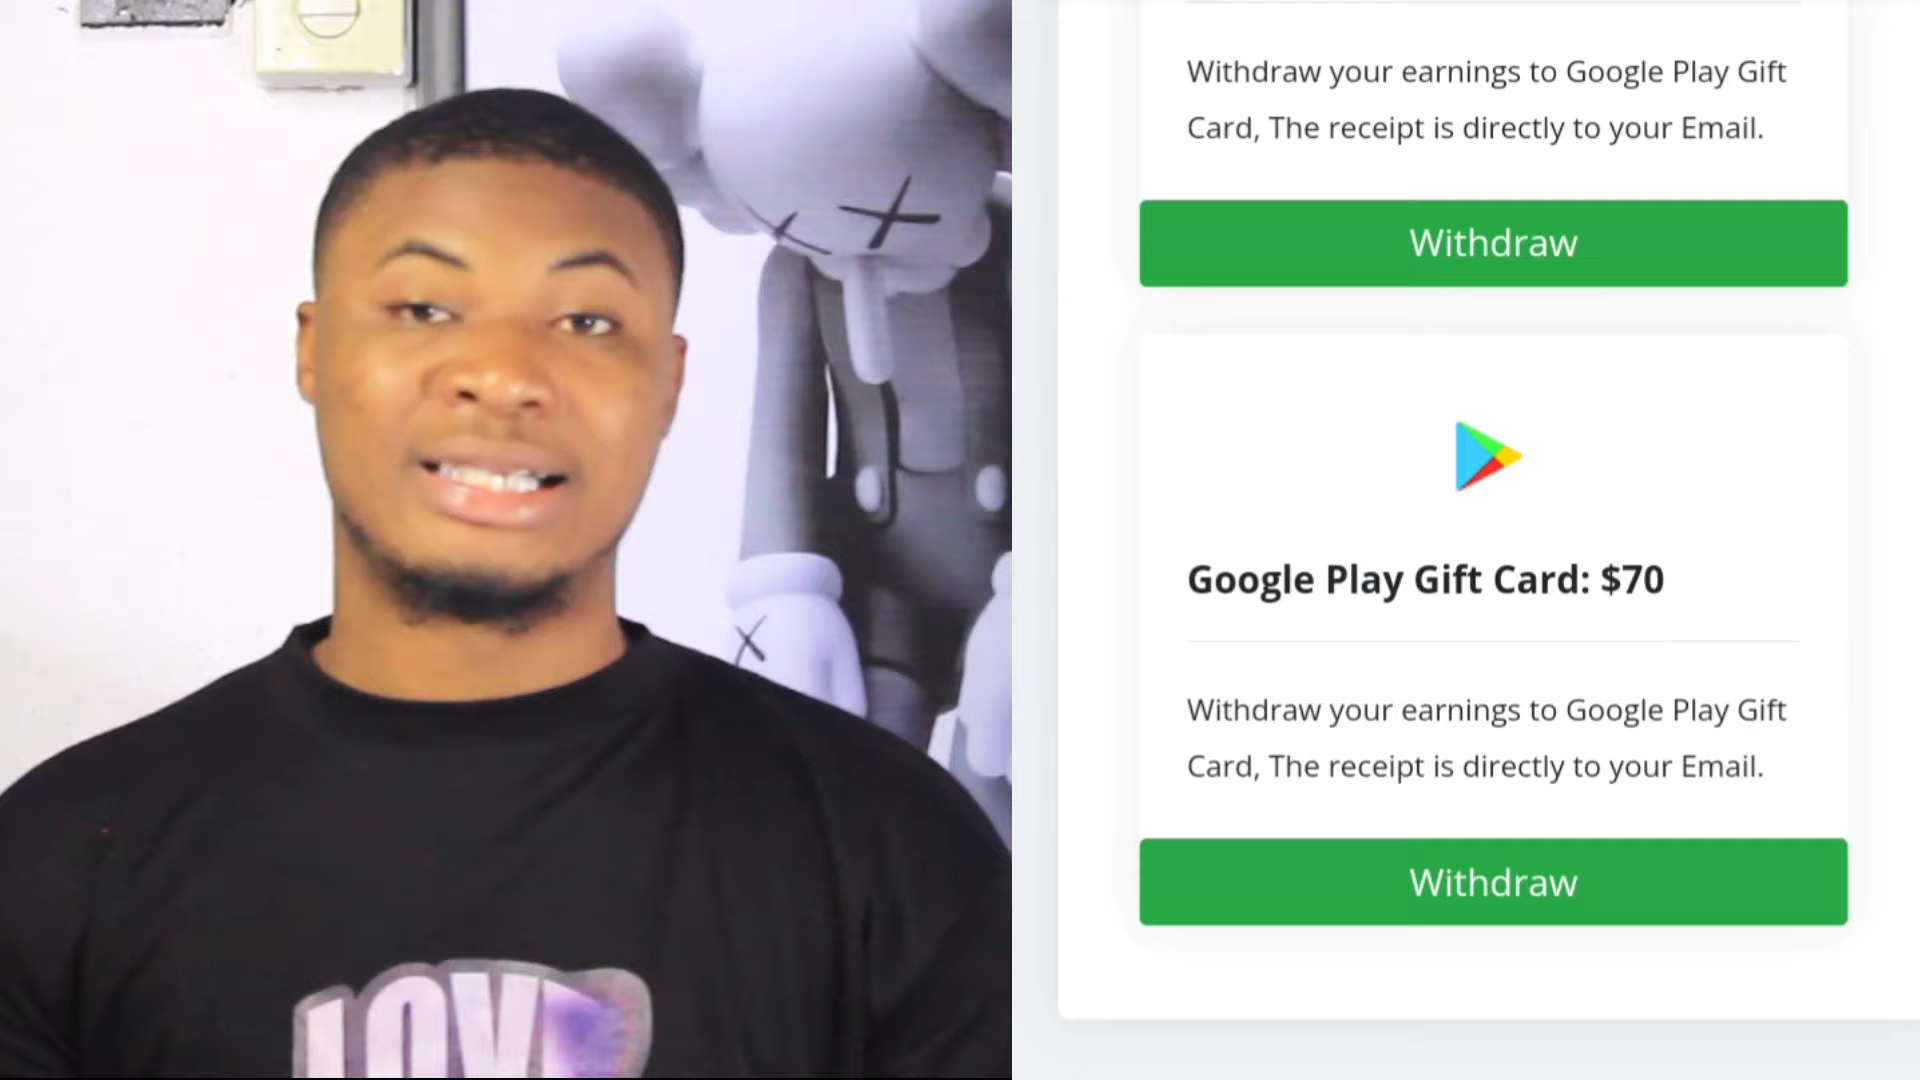 Withdraw your earnings to Google Play Gift
Card, The receipt is directly to your Email.
Withdraw
Google Play Gift Card: $70
Withdraw your earnings to Google Play Gift
Card, The receipt is directly to your Email.
Withdraw
LOVE